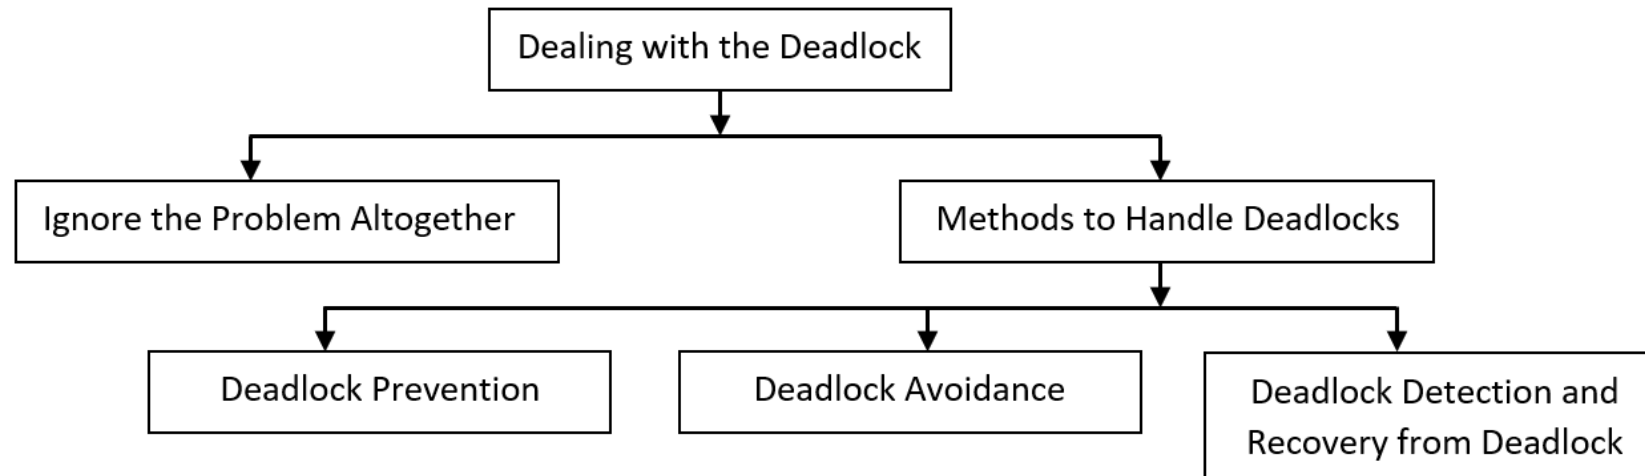 Dealing with the Deadlock
Ignore the Problem Altogether
Methods to Handle Deadlocks
Deadlock Prevention
Deadlock Avoidance
Deadlock Detection and
Recovery from Deadlock